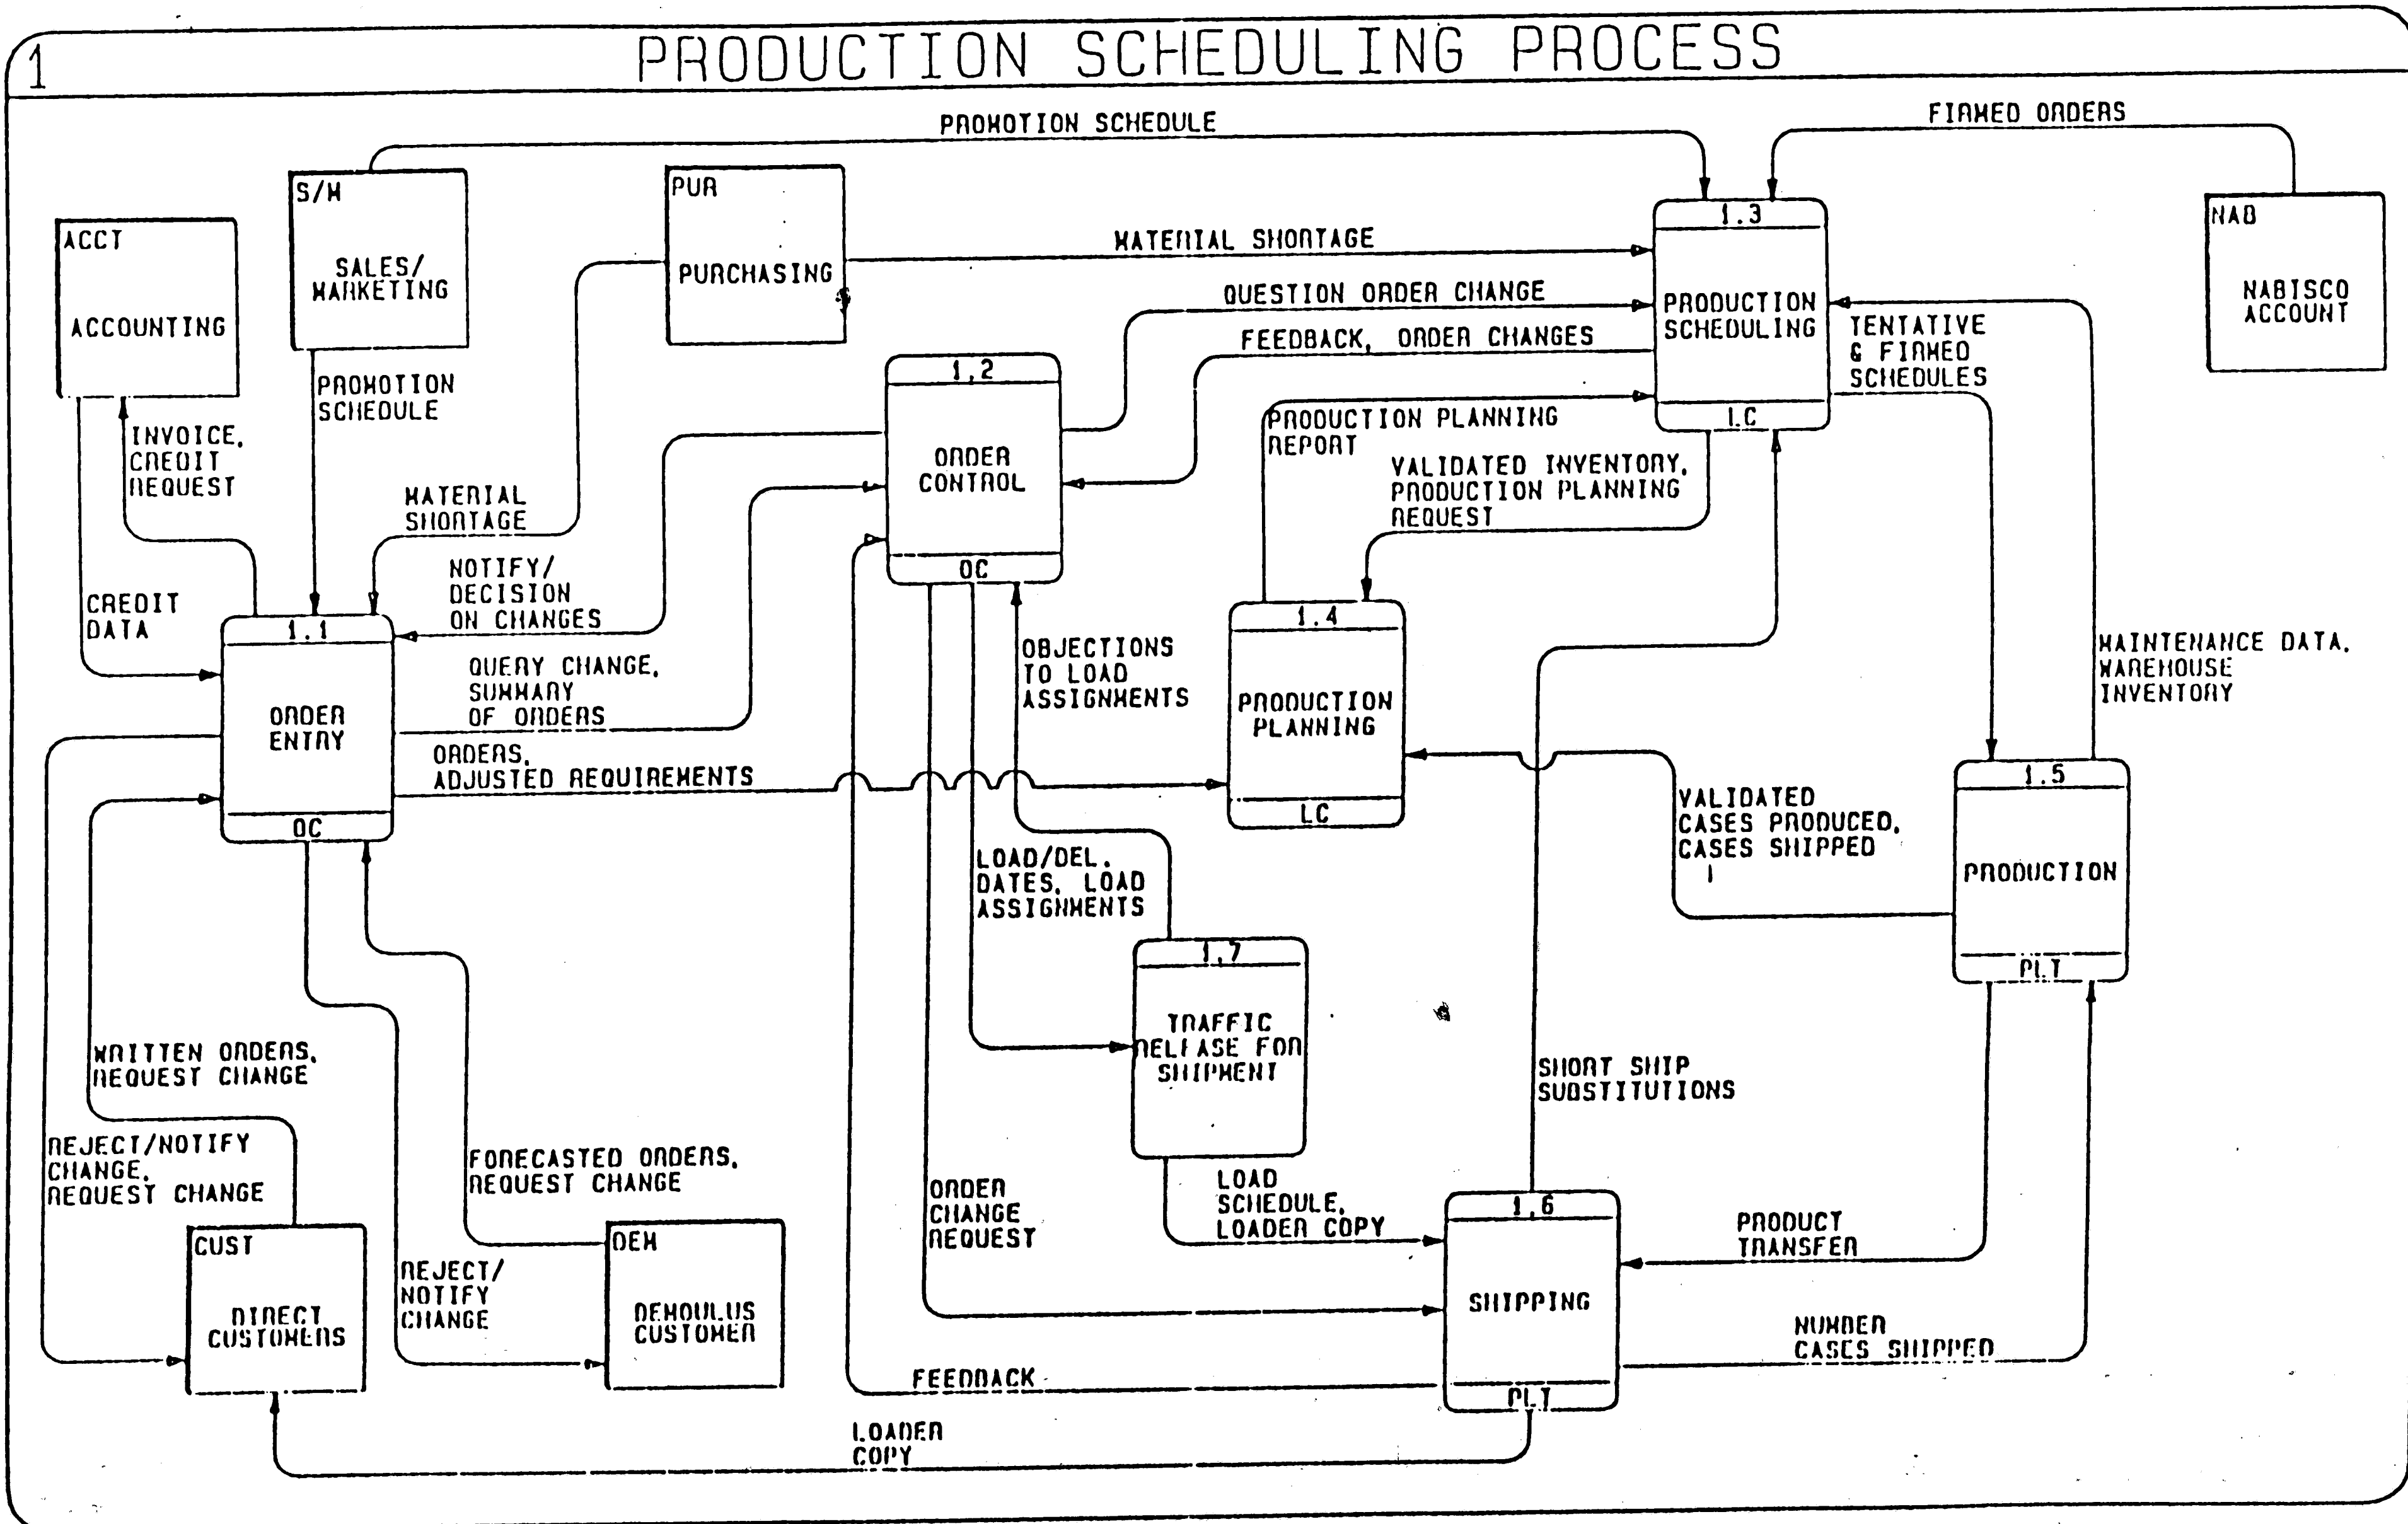 1
PRODUCTION SCHEDULING PROCESS
PROMOTION SCHEDULE
FIRMED ORDERS
ACCT
ACCOUNTING
S/M
SALES/
MARKETING
PUR
PURCHASING
1.3
PRODUCTION
SCHEDULING
LC
NAB
NABISCO
ACCOUNT
MATERIAL SHORTAGE
QUESTION ORDER CHANGE
FEEDBACK, ORDER CHANGES
TENTATIVE
& FIRMED
SCHEDULES
PROMOTION
SCHEDULE
INVOICE,
CREDIT
REQUEST
MATERIAL
SHORTAGE
1.2
ORDER
CONTROL
OC
PRODUCTION PLANNING
REPORT
VALIDATED INVENTORY,
PRODUCTION PLANNING
REQUEST
CREDIT
DATA
NOTIFY/
DECISION
ON CHANGES
1.1
ORDER
ENTRY
OC
QUERY CHANGE,
SUMMARY
OF ORDERS
ORDERS,
ADJUSTED REQUIREMENTS
OBJECTIONS
TO LOAD
ASSIGNMENTS
1.4
PRODUCTION
PLANNING
LC
MAINTENANCE DATA,
WAREHOUSE
INVENTORY
1.5
PRODUCTION
PLT
VALIDATED
CASES PRODUCED,
CASES SHIPPED
LOAD/DEL.
DATES, LOAD
ASSIGNMENTS
1.7
TRAFFIC
RELEASE FOR
SHIPMENT
WRITTEN ORDERS,
REQUEST CHANGE
REJECT/NOTIFY
CHANGE,
REQUEST CHANGE
FORECASTED ORDERS,
REQUEST CHANGE
SHORT SHIP
SUBSTITUTIONS
ORDER
CHANGE
REQUEST
LOAD
SCHEDULE,
LOADER COPY
1.6
SHIPPING
PLT
PRODUCT
TRANSFER
CUST
DIRECT
CUSTOMERS
REJECT/
NOTIFY
CHANGE
DEM
DEMOULUS
CUSTOMER
NUMBER
CASES SHIPPED
FEEDBACK
LOADER
COPY